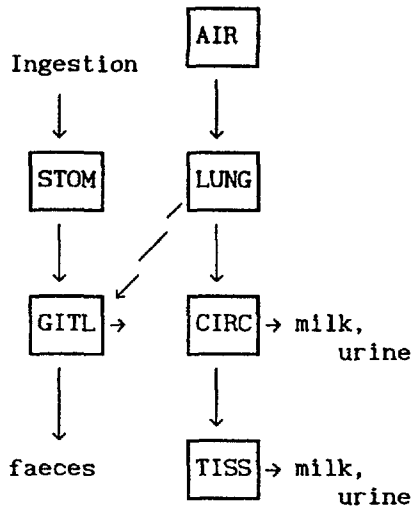 AIR
Ingestion
STOM
LUNG
GITL
CIRC
milk,
urine
faeces
TISS
milk,
urine